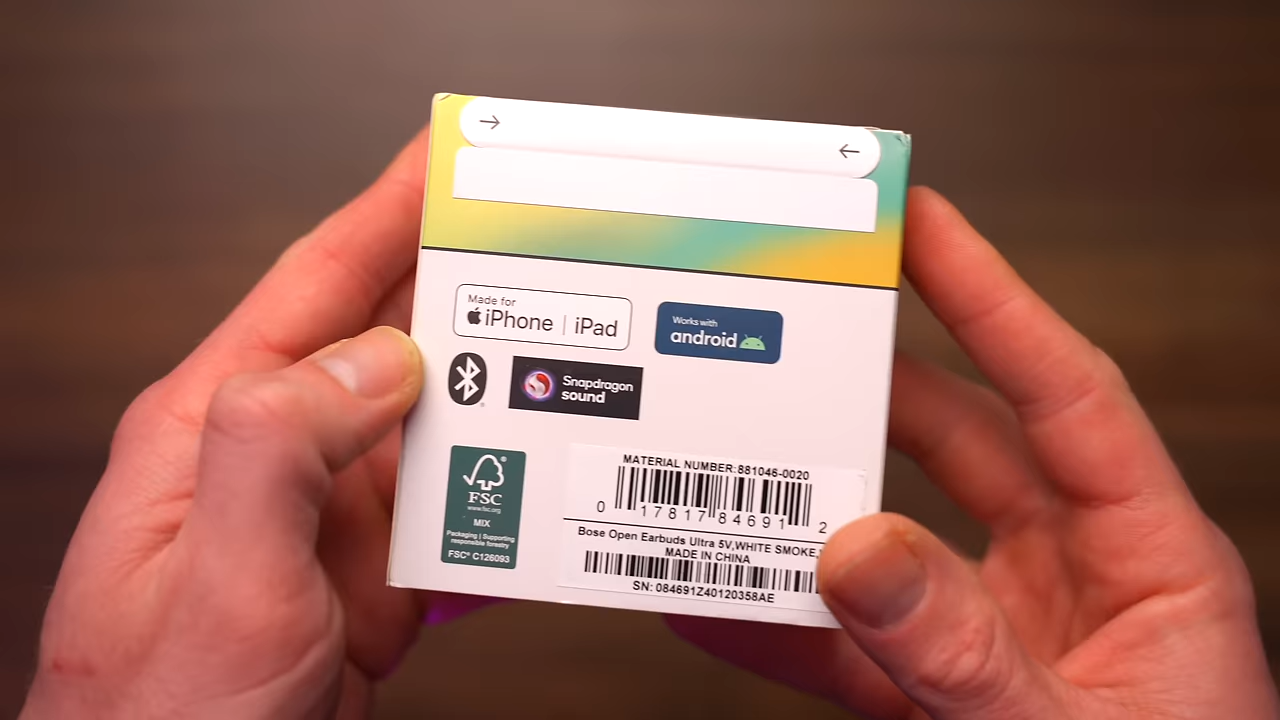 → ←
Made for
iPhone | iPad
Works with
android
Snapdragon
sound
FSC®
www.fsc.org
MIX
Packaging | Supporting
responsible forestry
FSC® C126093
MATERIAL NUMBER:881046-0020
0 17817 84691 2
Bose Open Earbuds Ultra 5V,WHITE SMOKE,
MADE IN CHINA
SN: 084691Z40120358AE